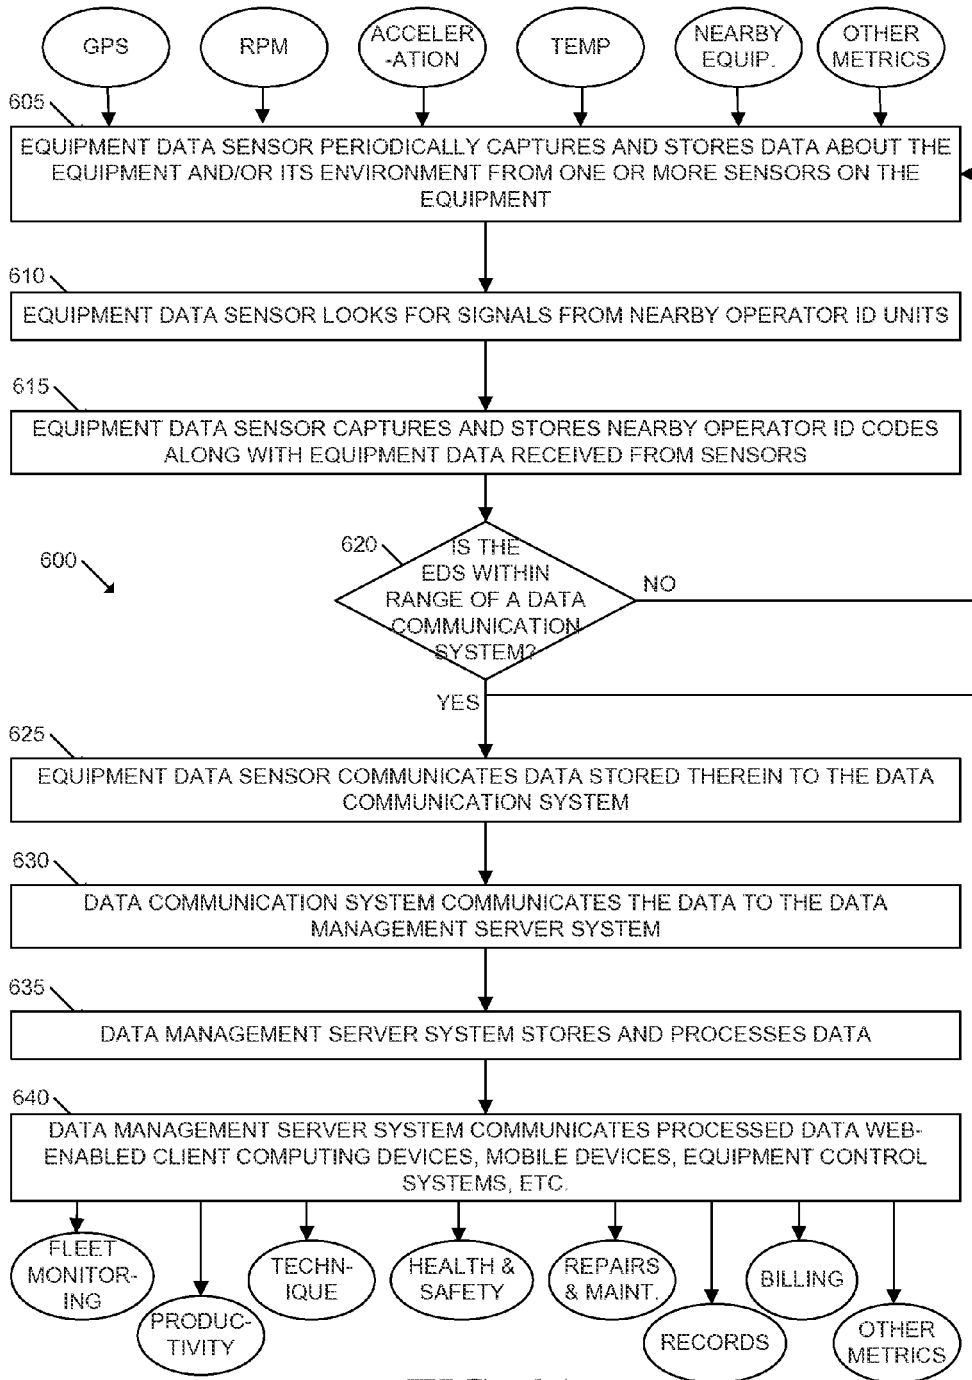 GPS
RPM
ACCELER
-ATION
TEMP
NEARBY
EQUIP.
OTHER
METRICS
605
EQUIPMENT DATA SENSOR PERIODICALLY CAPTURES AND STORES DATA ABOUT THE
EQUIPMENT AND/OR ITS ENVIRONMENT FROM ONE OR MORE SENSORS ON THE
EQUIPMENT
610
EQUIPMENT DATA SENSOR LOOKS FOR SIGNALS FROM NEARBY OPERATOR ID UNITS
615
EQUIPMENT DATA SENSOR CAPTURES AND STORES NEARBY OPERATOR ID CODES
ALONG WITH EQUIPMENT DATA RECEIVED FROM SENSORS
600
620
IS THE
EDS WITHIN
RANGE OF A DATA
COMMUNICATION
SYSTEM?
NO
YES
625
EQUIPMENT DATA SENSOR COMMUNICATES DATA STORED THEREIN TO THE DATA
COMMUNICATION SYSTEM
630
DATA COMMUNICATION SYSTEM COMMUNICATES THE DATA TO THE DATA
MANAGEMENT SERVER SYSTEM
635
DATA MANAGEMENT SERVER SYSTEM STORES AND PROCESSES DATA
640
DATA MANAGEMENT SERVER SYSTEM COMMUNICATES PROCESSED DATA WEB-
ENABLED CLIENT COMPUTING DEVICES, MOBILE DEVICES, EQUIPMENT CONTROL
SYSTEMS, ETC.
FLEET
MONITOR-
ING
PRODUC-
TIVITY
TECHN-
IQUE
HEALTH &
SAFETY
REPAIRS
& MAINT.
RECORDS
BILLING
OTHER
METRICS